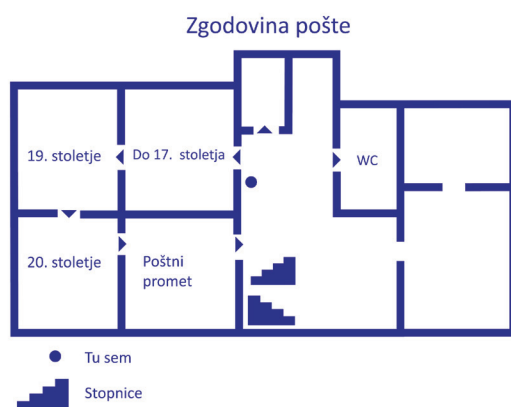 Zgodovina pošte
19. stoletje
Do 17. stoletja
WC
20. stoletje
Poštni
promet
Tu sem
Stopnice